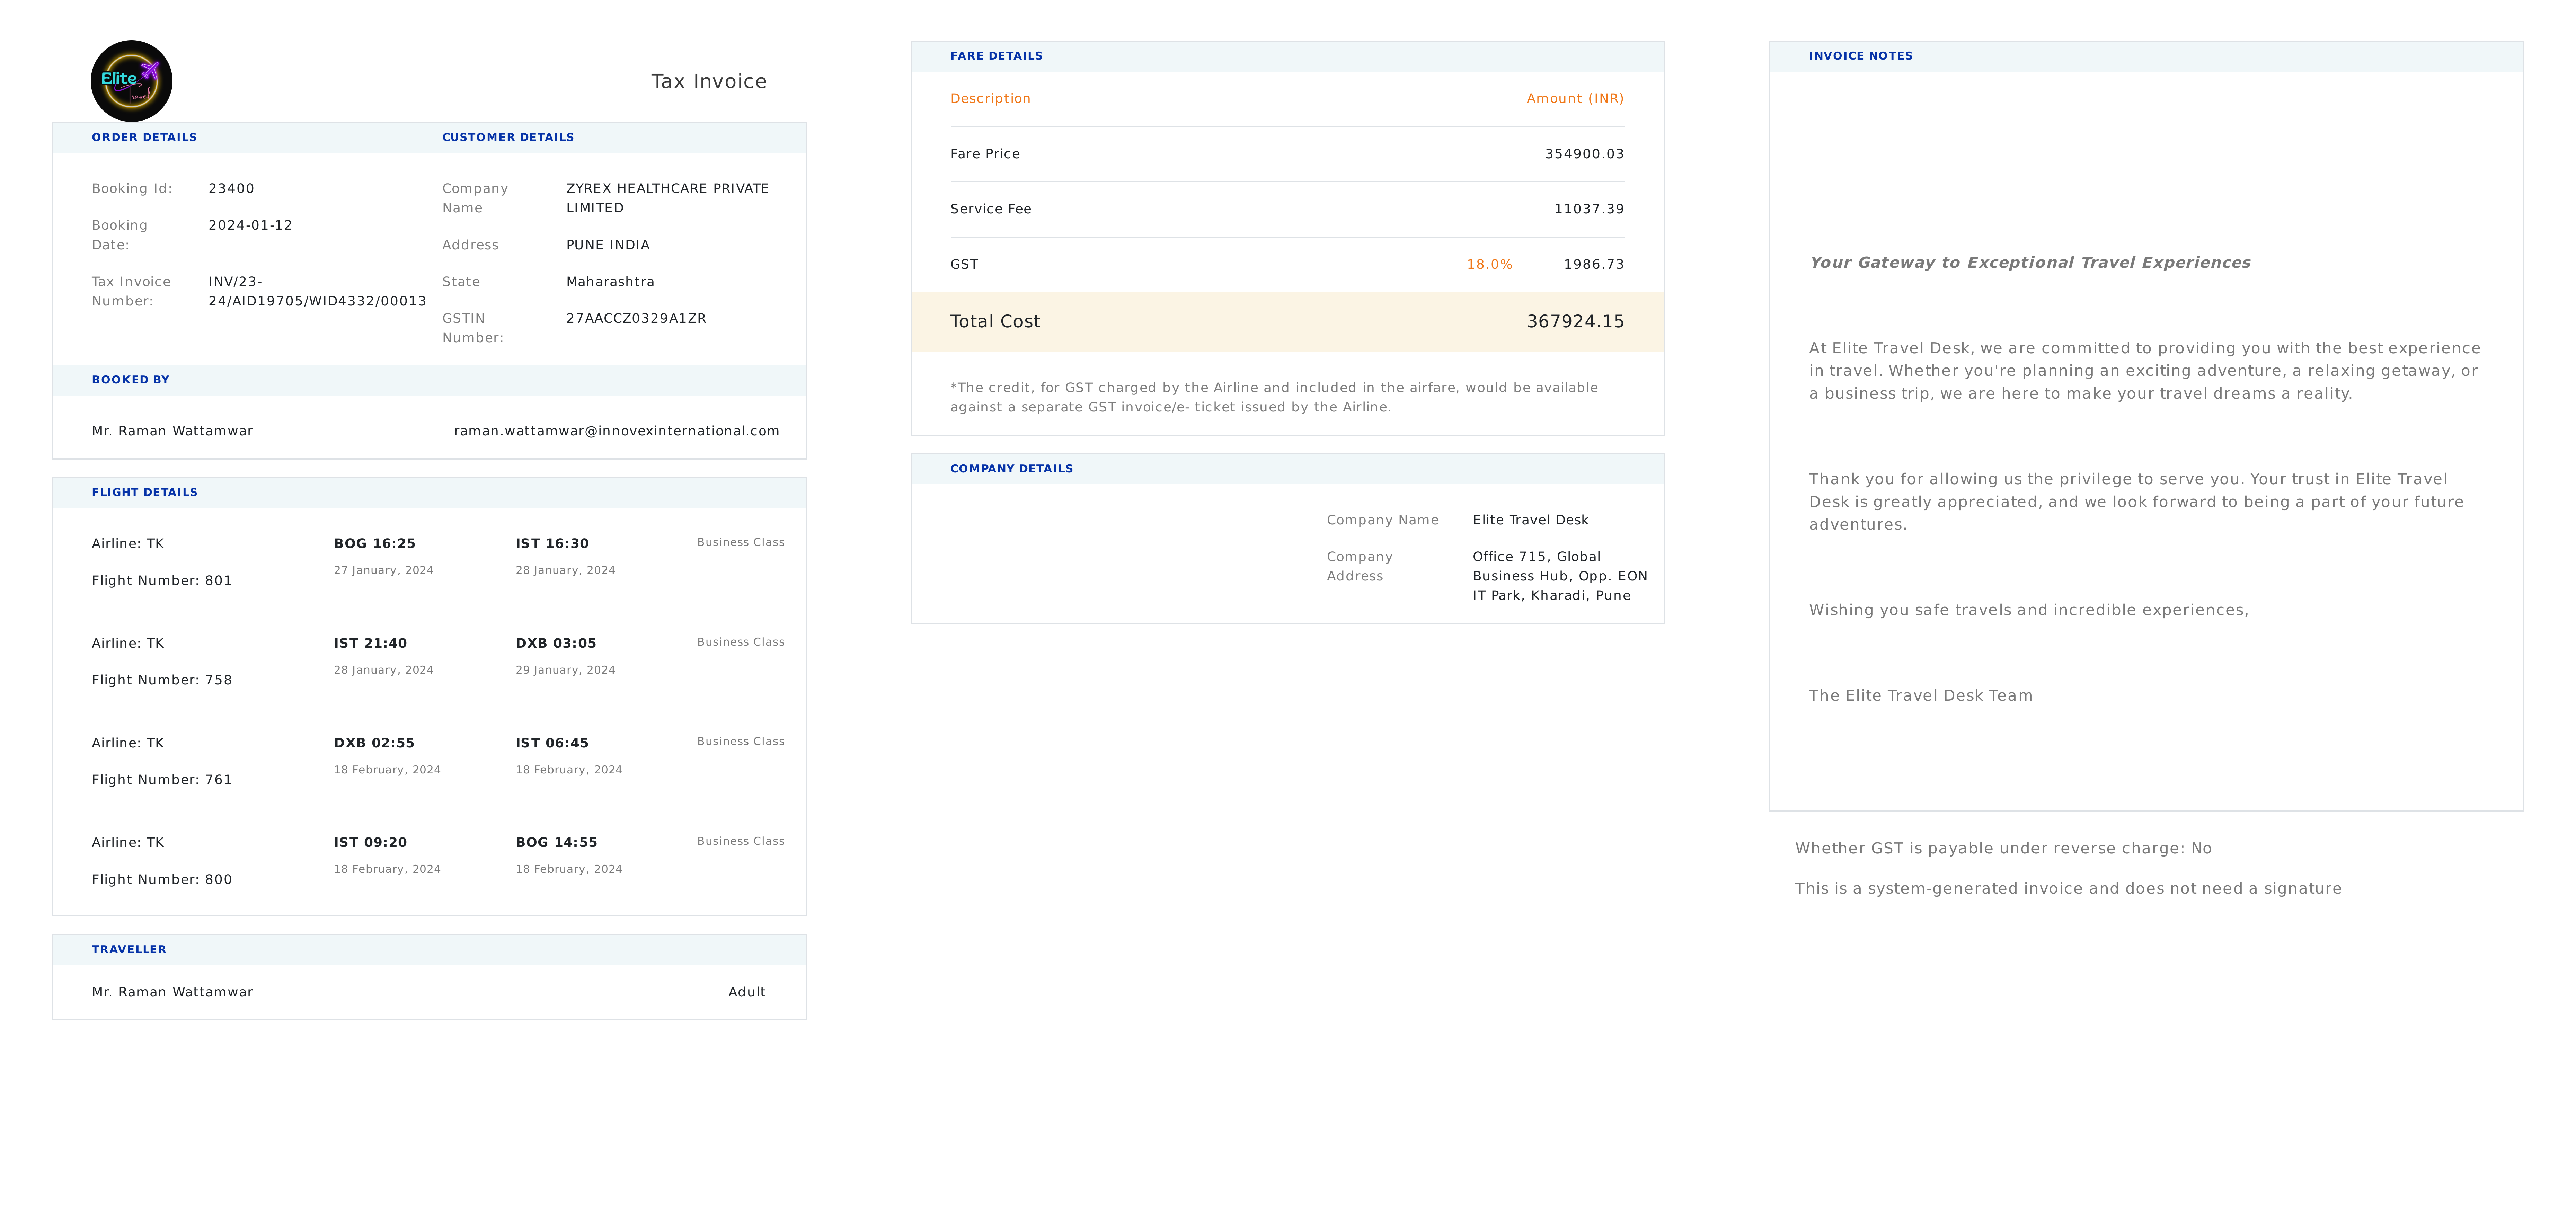 Elite
Travel
Tax Invoice
ORDER DETAILS
Booking Id: 23400
Booking
Date:
2024-01-12
Tax Invoice
Number:
INV/23-
24/AID19705/WID4332/00013
CUSTOMER DETAILS
Company
Name
ZYREX HEALTHCARE PRIVATE
LIMITED
Address PUNE INDIA
State Maharashtra
GSTIN
Number:
27AACCZ0329A1ZR
BOOKED BY
Mr. Raman Wattamwar raman.wattamwar@innovexinternational.com
FLIGHT DETAILS
Airline: TK BOG 16:25 IST 16:30 Business Class
27 January, 2024 28 January, 2024
Flight Number: 801
Airline: TK IST 21:40 DXB 03:05 Business Class
28 January, 2024 29 January, 2024
Flight Number: 758
Airline: TK DXB 02:55 IST 06:45 Business Class
18 February, 2024 18 February, 2024
Flight Number: 761
Airline: TK IST 09:20 BOG 14:55 Business Class
18 February, 2024 18 February, 2024
Flight Number: 800
TRAVELLER
Mr. Raman Wattamwar Adult
FARE DETAILS
Description Amount (INR)
Fare Price 354900.03
Service Fee 11037.39
GST 18.0% 1986.73
Total Cost 367924.15
*The credit, for GST charged by the Airline and included in the airfare, would be available
against a separate GST invoice/e- ticket issued by the Airline.
COMPANY DETAILS
Company Name Elite Travel Desk
Company
Address
Office 715, Global
Business Hub, Opp. EON
IT Park, Kharadi, Pune
INVOICE NOTES
Your Gateway to Exceptional Travel Experiences
At Elite Travel Desk, we are committed to providing you with the best experience
in travel. Whether you're planning an exciting adventure, a relaxing getaway, or
a business trip, we are here to make your travel dreams a reality.
Thank you for allowing us the privilege to serve you. Your trust in Elite Travel
Desk is greatly appreciated, and we look forward to being a part of your future
adventures.
Wishing you safe travels and incredible experiences,
The Elite Travel Desk Team
Whether GST is payable under reverse charge: No
This is a system-generated invoice and does not need a signature